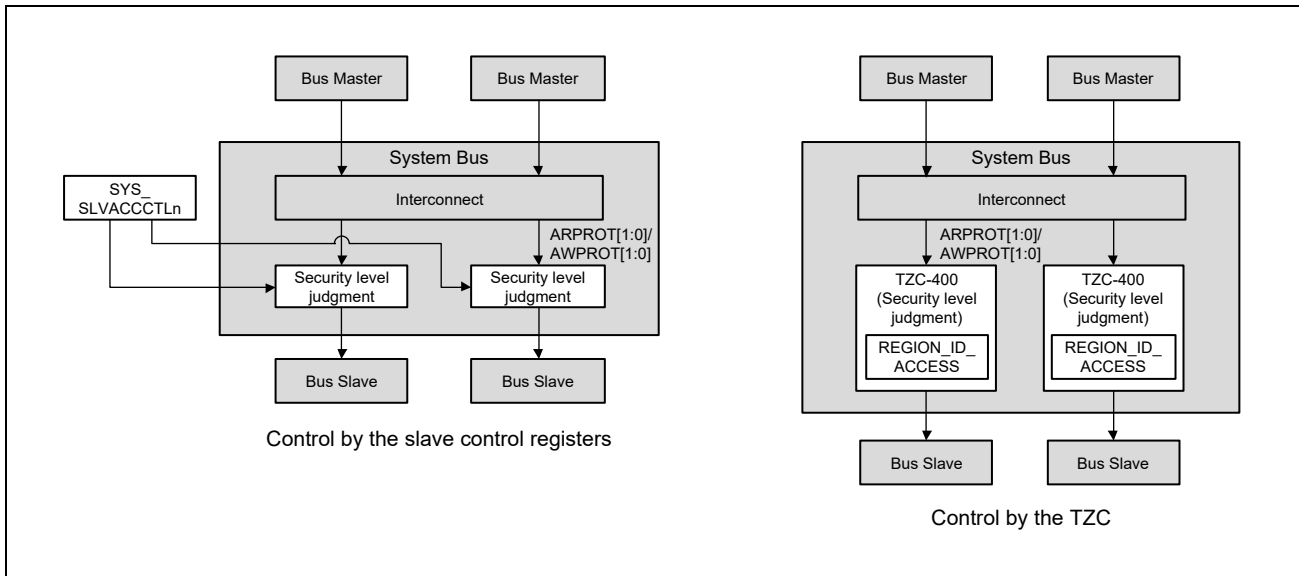 Bus Master
Bus Master
System Bus
Interconnect
SYS_
SLVACCCTLn
ARPROT[1:0]/
AWPROT[1:0]
Security level
judgment
Security level
judgment
Bus Slave
Bus Slave
Control by the slave control registers
Bus Master
Bus Master
System Bus
Interconnect
ARPROT[1:0]/
AWPROT[1:0]
TZC-400
(Security level
judgment)
REGION_ID_
ACCESS
TZC-400
(Security level
judgment)
REGION_ID_
ACCESS
Bus Slave
Bus Slave
Control by the TZC